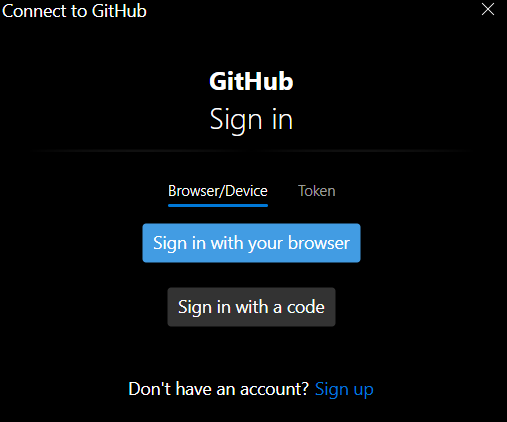 Connect to GitHub
GitHub
Sign in
Browser/Device Token
Sign in with your browser
Sign in with a code
Don't have an account? Sign up